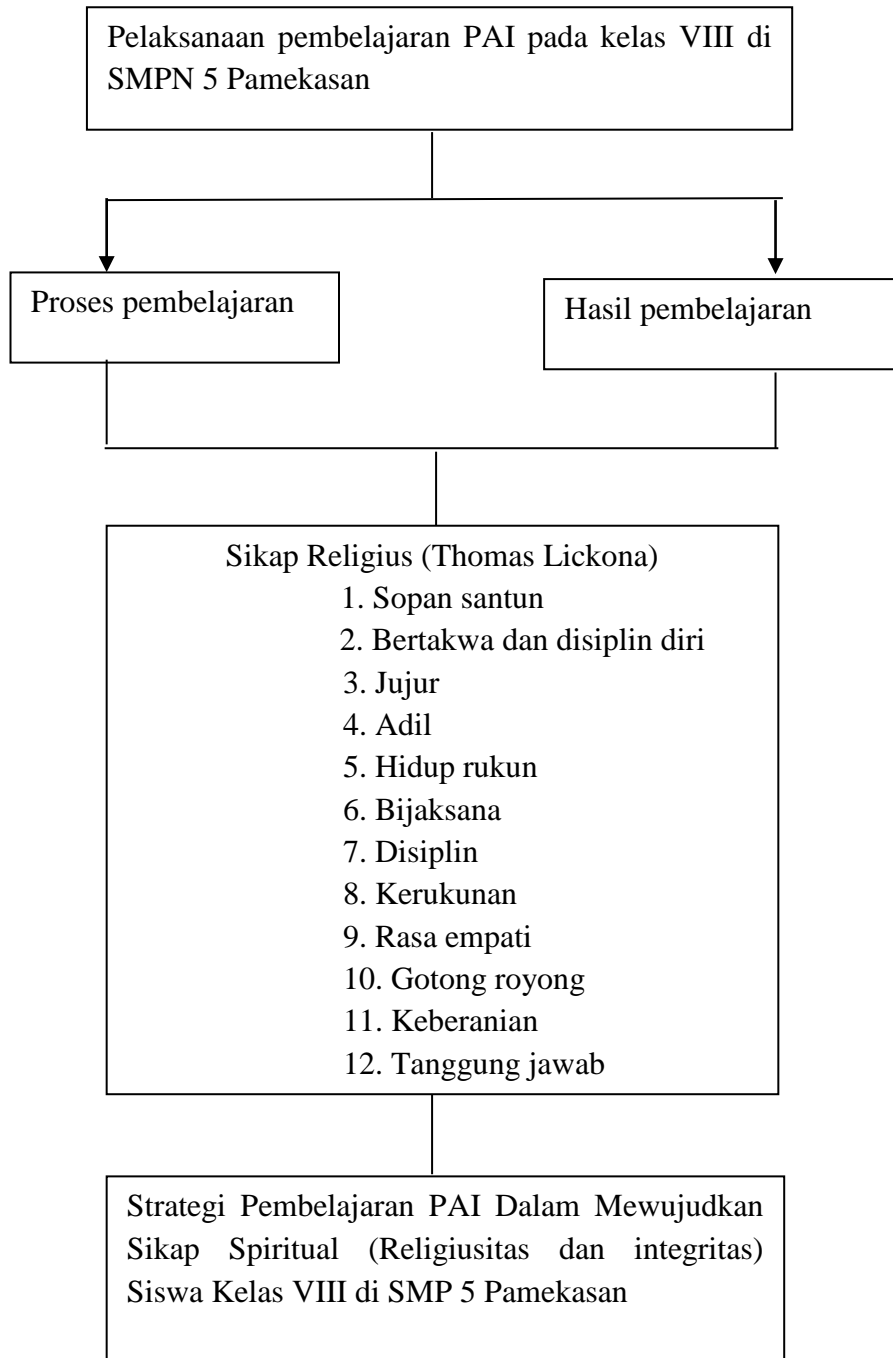 Pelaksanaan pembelajaran PAI pada kelas VIII di
SMPN 5 Pamekasan
Proses pembelajaran
Hasil pembelajaran
Sikap Religius (Thomas Lickona)
1. Sopan santun
2. Bertakwa dan disiplin diri
3. Jujur
4. Adil
5. Hidup rukun
6. Bijaksana
7. Disiplin
8. Kerukunan
9. Rasa empati
10. Gotong royong
11. Keberanian
12. Tanggung jawab
Strategi Pembelajaran PAI Dalam Mewujudkan
Sikap Spiritual (Religiusitas dan integritas)
Siswa Kelas VIII di SMP 5 Pamekasan